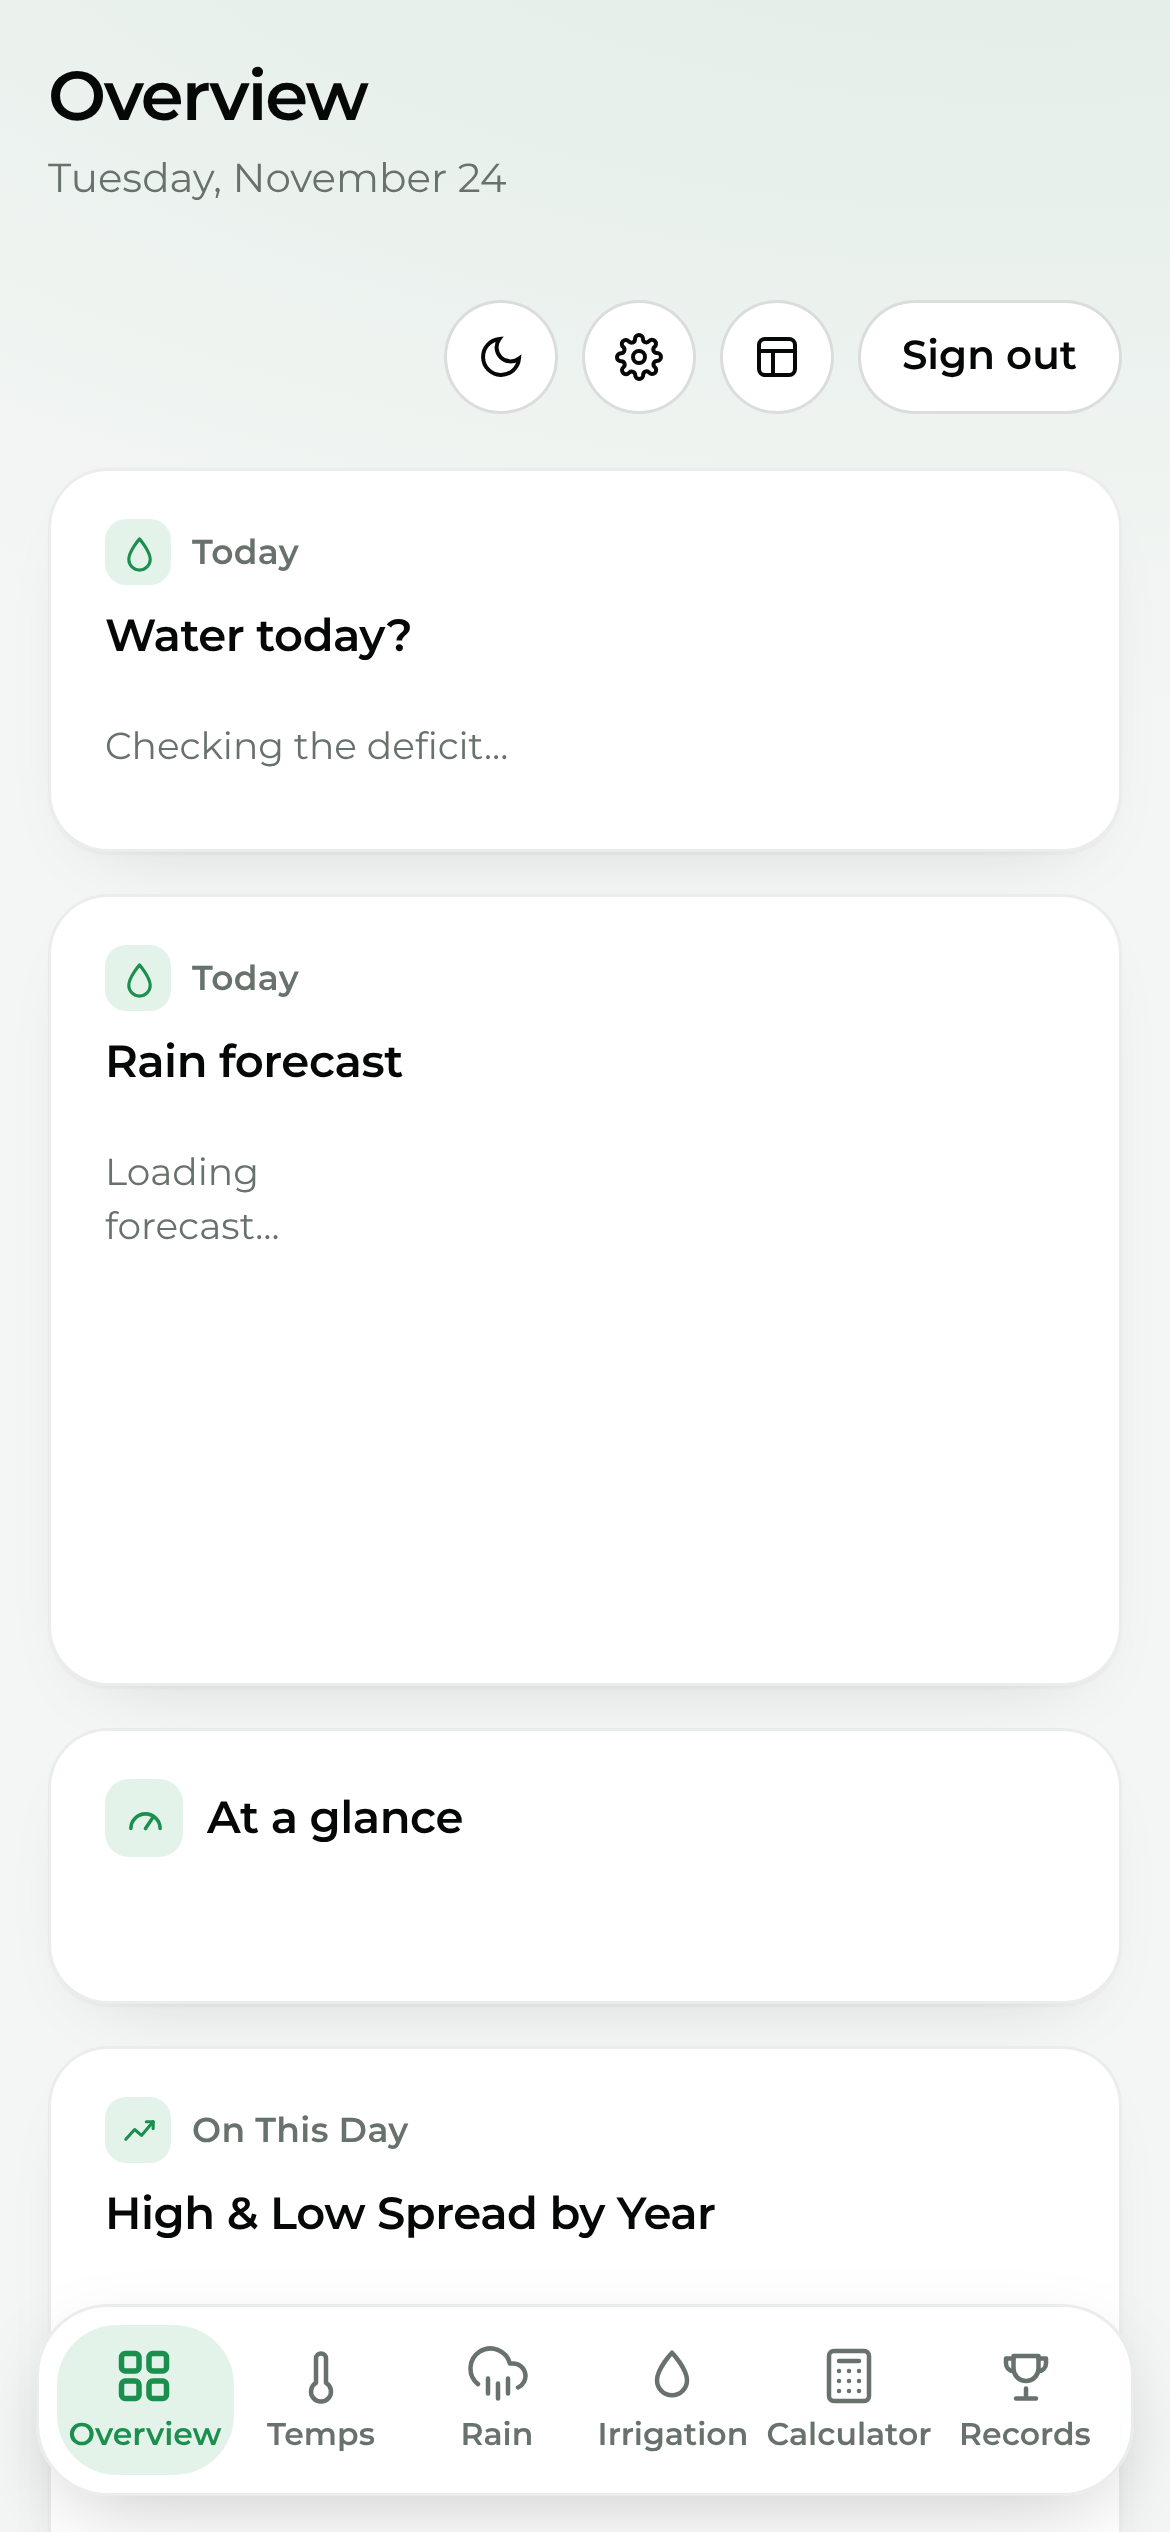 Overview
Tuesday, November 24
Sign out
Today
Water today?
Checking the deficit...
Today
Rain forecast
Loading
forecast...
At a glance
On This Day
High & Low Spread by Year
Overview
Temps
Rain
Irrigation
Calculator
Records